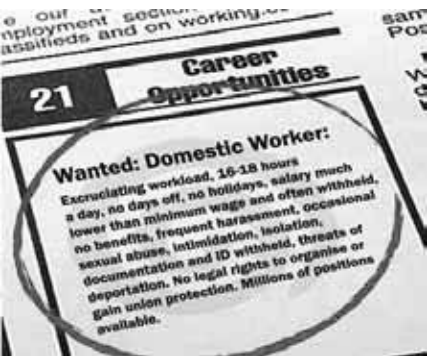 e our
mployment section
assifieds and on working.c
21
Career
Opportunities
Wanted: Domestic Worker:
Excruciating workload, 16-18 hours
a day, no days off, no holidays, salary much
lower than minimum wage and often withheld,
no benefits, frequent harassment, occasional
sexual abuse, intimidation, isolation,
documentation and ID withheld, threats of
deportation. No legal rights to organise or
gain union protection. Millions of positions
available.
sam
Pos
W